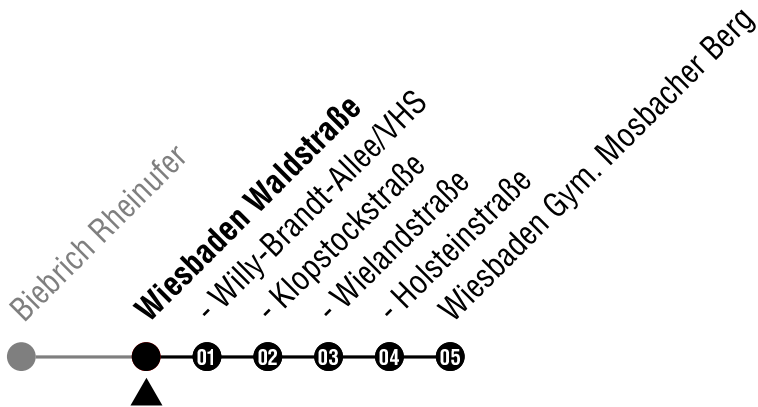 Biebrich Rheinufer
Wiesbaden Waldstraße
- Willy-Brandt-Allee/VHS
- Klopstockstraße
- Wielandstraße
- Holsteinstraße
Wiesbaden Gym. Mosbacher Berg
01 02 03 04 05